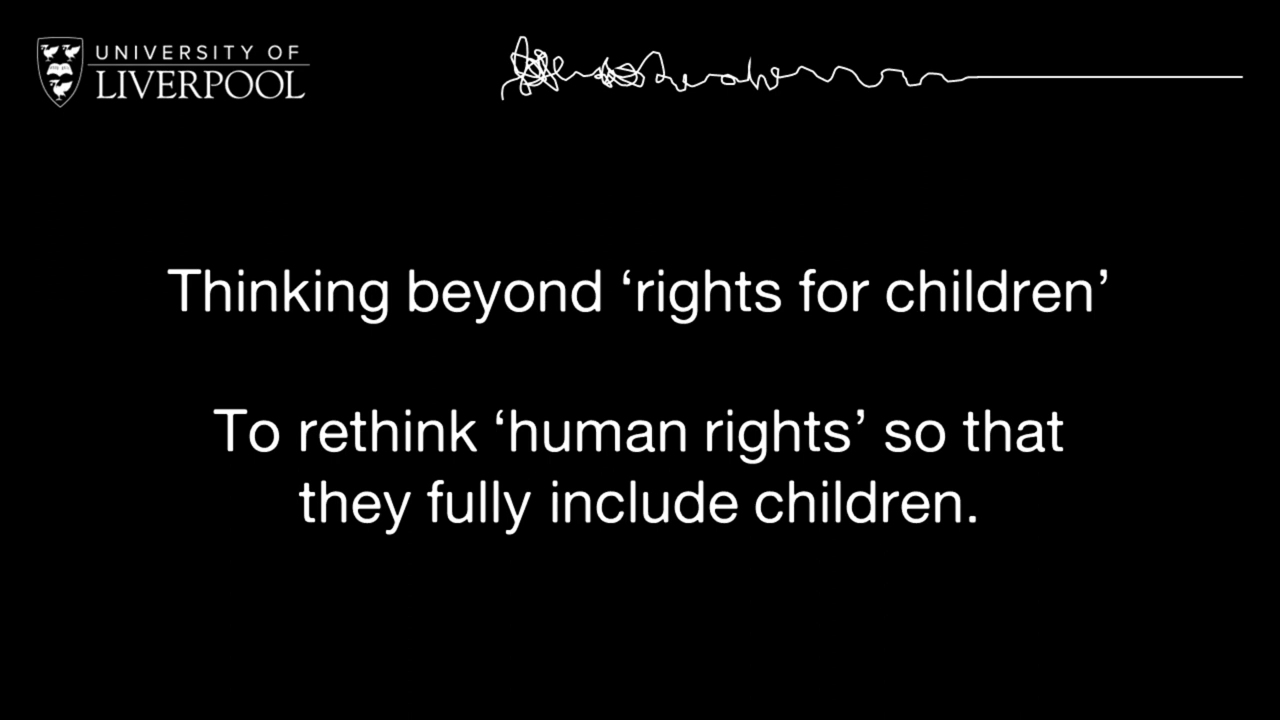 UNIVERSITY OF
LIVERPOOL
Thinking beyond ‘rights for children’
To rethink ‘human rights’ so that
they fully include children.